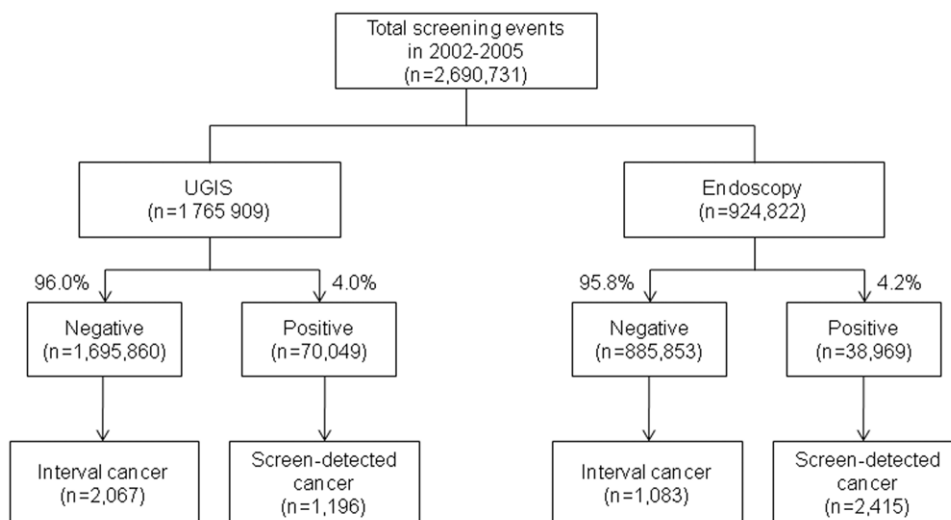 Total screening events
in 2002-2005
(n=2,690,731)
UGIS
(n=1 765 909)
Endoscopy
(n=924,822)
96.0%
4.0%
95.8%
4.2%
Negative
(n=1,695,860)
Positive
(n=70,049)
Negative
(n=885,853)
Positive
(n=38,969)
Interval cancer
(n=2,067)
Screen-detected
cancer
(n=1,196)
Interval cancer
(n=1,083)
Screen-detected
cancer
(n=2,415)